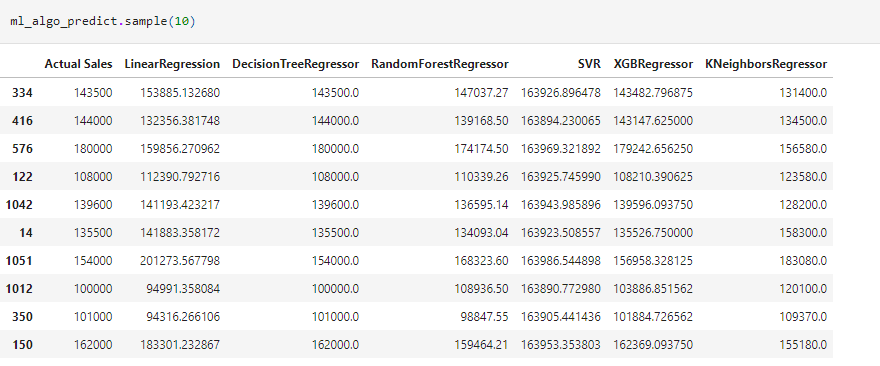 ml_algo_predict.sample(10)
Actual Sales LinearRegression DecisionTreeRegressor RandomForestRegressor SVR XGBRegressor KNeighborsRegressor
334 143500 153885.132680 143500.0 147037.27 163926.896478 143482.796875 131400.0
416 144000 132356.381748 144000.0 139168.50 163894.230065 143147.625000 134500.0
576 180000 159856.270962 180000.0 174174.50 163969.321892 179242.656250 156580.0
122 108000 112390.792716 108000.0 110339.26 163925.745990 108210.390625 123580.0
1042 139600 141193.423217 139600.0 136595.14 163943.985896 139596.093750 128200.0
14 135500 141883.358172 135500.0 134093.04 163923.508557 135526.750000 158300.0
1051 154000 201273.567798 154000.0 168323.60 163986.544898 156958.328125 183080.0
1012 100000 94991.358084 100000.0 108936.50 163890.772980 103886.851562 120100.0
350 101000 94316.266106 101000.0 98847.55 163905.441436 101884.726562 109370.0
150 162000 183301.232867 162000.0 159464.21 163953.353803 162369.093750 155180.0